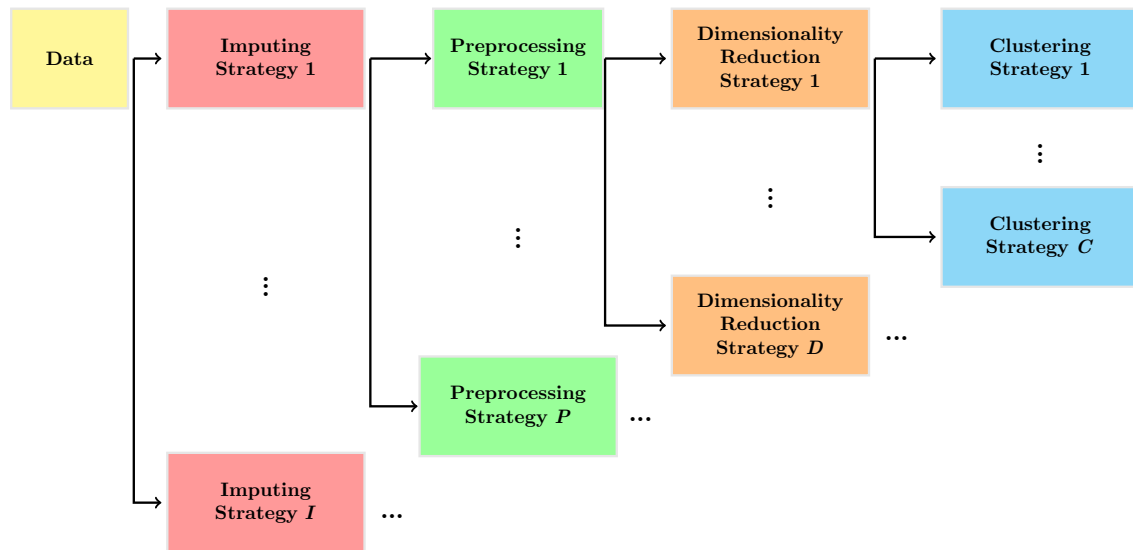 Data
Imputing
Strategy 1
Preprocessing
Strategy 1
Dimensionality
Reduction
Strategy 1
Clustering
Strategy 1
⋮
⋮
⋮
⋮
Clustering
Strategy C
Dimensionality
Reduction
Strategy D
...
Preprocessing
Strategy P
...
Imputing
Strategy I
...